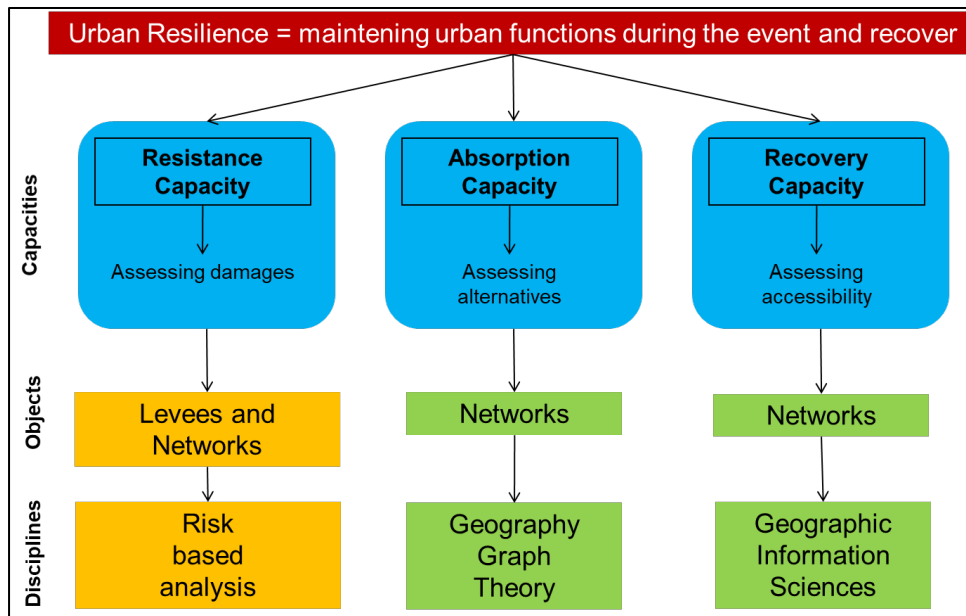 Urban Resilience = maintening urban functions during the event and recover
Capacities
Resistance
Capacity
Assessing damages
Absorption
Capacity
Assessing
alternatives
Recovery
Capacity
Assessing
accessibility
Objects
Levees and
Networks
Networks
Networks
Disciplines
Risk
based
analysis
Geography
Graph
Theory
Geographic
Information
Sciences